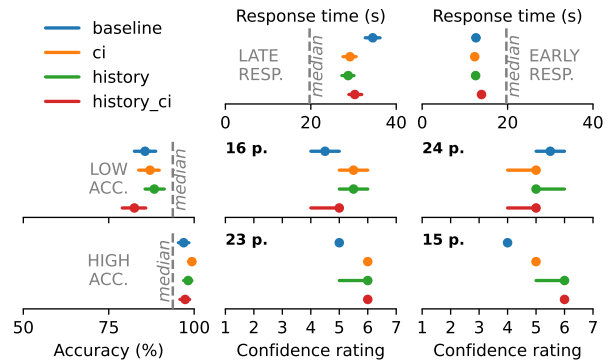 Response time (s)
Response time (s)
baseline
ci
history
history_ci
LATE
RESP.
median
median
EARLY
RESP.
0
20
40
0
20
40
LOW
ACC.
median
16 p.
24 p.
HIGH
ACC.
median
23 p.
15 p.
50
75
100
1
2
3
4
5
6
7
1
2
3
4
5
6
7
Accuracy (%)
Confidence rating
Confidence rating